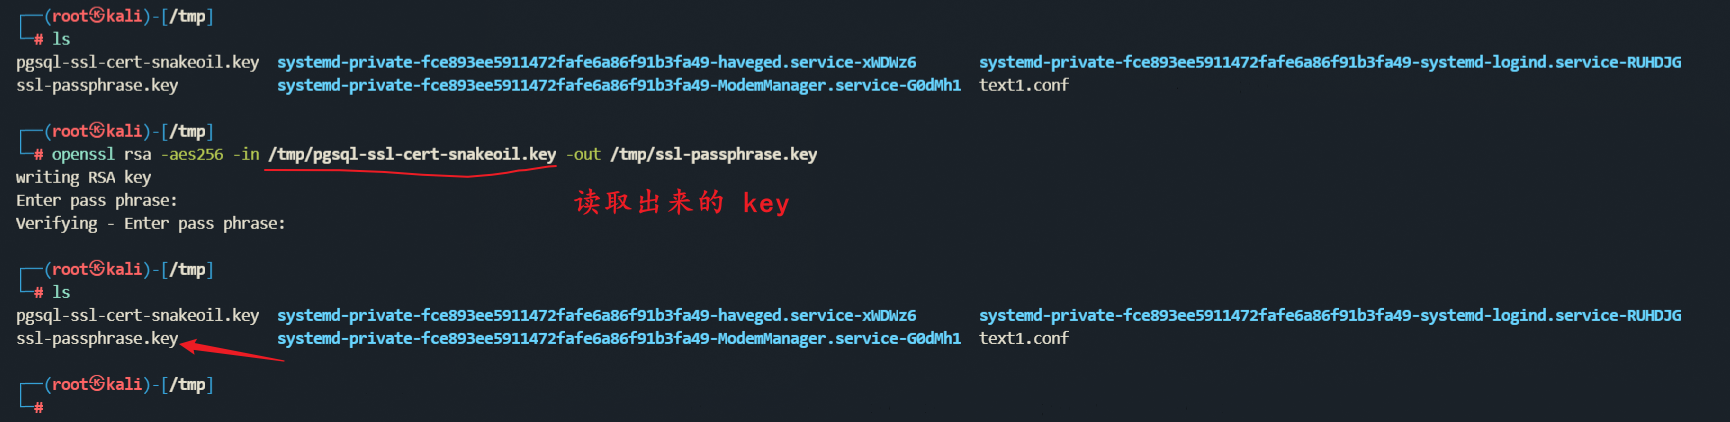 ┌──(root㉿kali)-[/tmp]
└─# ls
pgsql-ssl-cert-snakeoil.key  systemd-private-fce893ee5911472fafe6a86f91b3fa49-haveged.service-xWDWz6       systemd-private-fce893ee5911472fafe6a86f91b3fa49-systemd-logind.service-RUHDJG
ssl-passphrase.key           systemd-private-fce893ee5911472fafe6a86f91b3fa49-ModemManager.service-G0dMh1  text1.conf
┌──(root㉿kali)-[/tmp]
└─# openssl rsa -aes256 -in /tmp/pgsql-ssl-cert-snakeoil.key -out /tmp/ssl-passphrase.key
writing RSA key
Enter pass phrase:
读取出来的 key
Verifying - Enter pass phrase:
┌──(root㉿kali)-[/tmp]
└─# ls
pgsql-ssl-cert-snakeoil.key  systemd-private-fce893ee5911472fafe6a86f91b3fa49-haveged.service-xWDWz6       systemd-private-fce893ee5911472fafe6a86f91b3fa49-systemd-logind.service-RUHDJG
ssl-passphrase.key           systemd-private-fce893ee5911472fafe6a86f91b3fa49-ModemManager.service-G0dMh1  text1.conf
┌──(root㉿kali)-[/tmp]
└─#